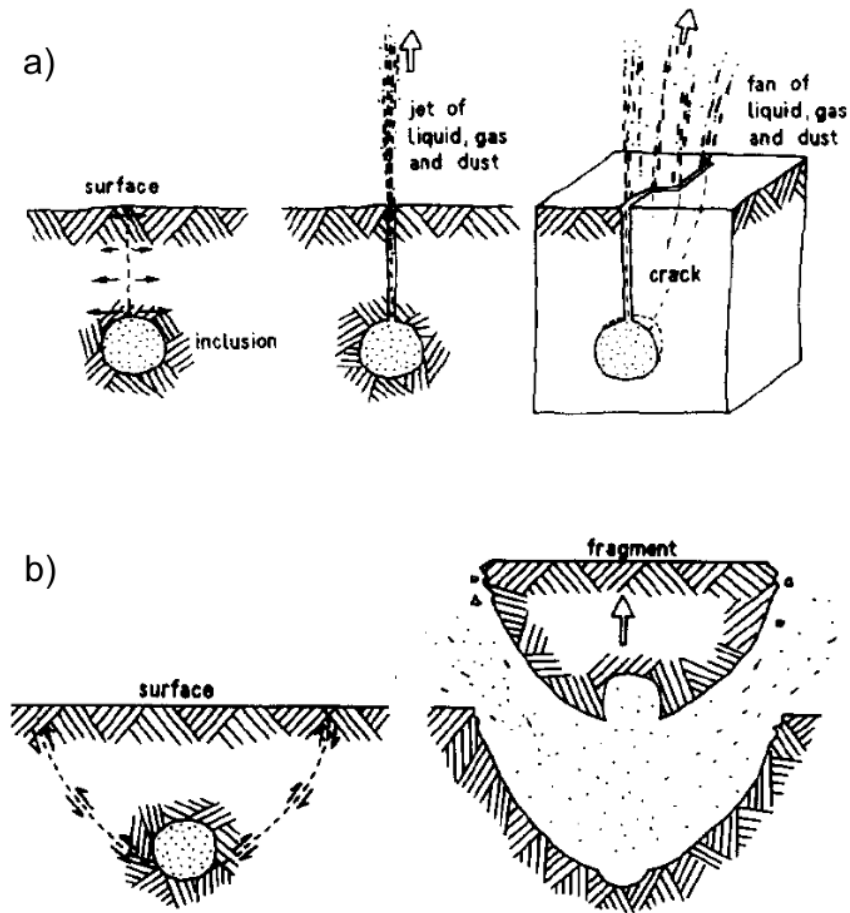 a)
surface
inclusion
jet of
liquid, gas
and dust
fan of
liquid, gas
and dust
crack
b)
surface
fragment